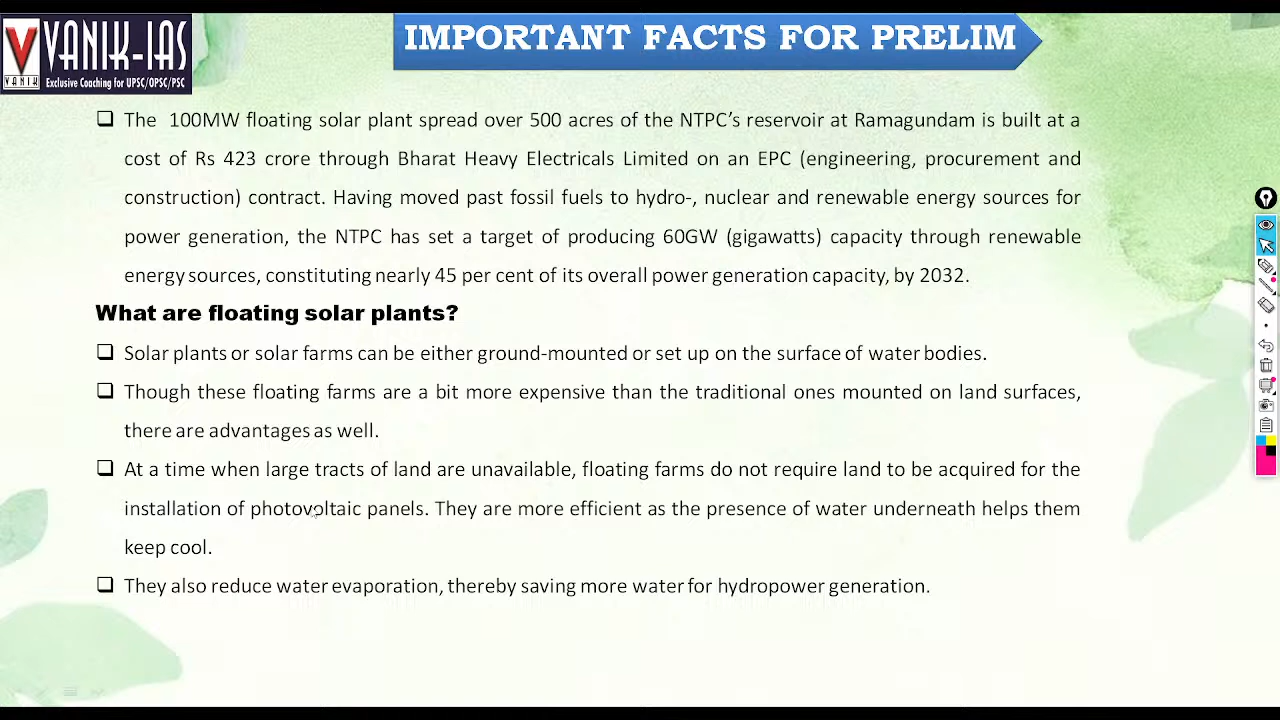 VANIK-IAS
VANIK
Exclusive Coaching for UPSC/OPSC/PSC
IMPORTANT FACTS FOR PRELIM
❑ The 100MW floating solar plant spread over 500 acres of the NTPC’s reservoir at Ramagundam is built at a
cost of Rs 423 crore through Bharat Heavy Electricals Limited on an EPC (engineering, procurement and
construction) contract. Having moved past fossil fuels to hydro-, nuclear and renewable energy sources for
power generation, the NTPC has set a target of producing 60GW (gigawatts) capacity through renewable
energy sources, constituting nearly 45 per cent of its overall power generation capacity, by 2032.
What are floating solar plants?
❑ Solar plants or solar farms can be either ground-mounted or set up on the surface of water bodies.
❑ Though these floating farms are a bit more expensive than the traditional ones mounted on land surfaces,
there are advantages as well.
❑ At a time when large tracts of land are unavailable, floating farms do not require land to be acquired for the
installation of photovoltaic panels. They are more efficient as the presence of water underneath helps them
keep cool.
❑ They also reduce water evaporation, thereby saving more water for hydropower generation.